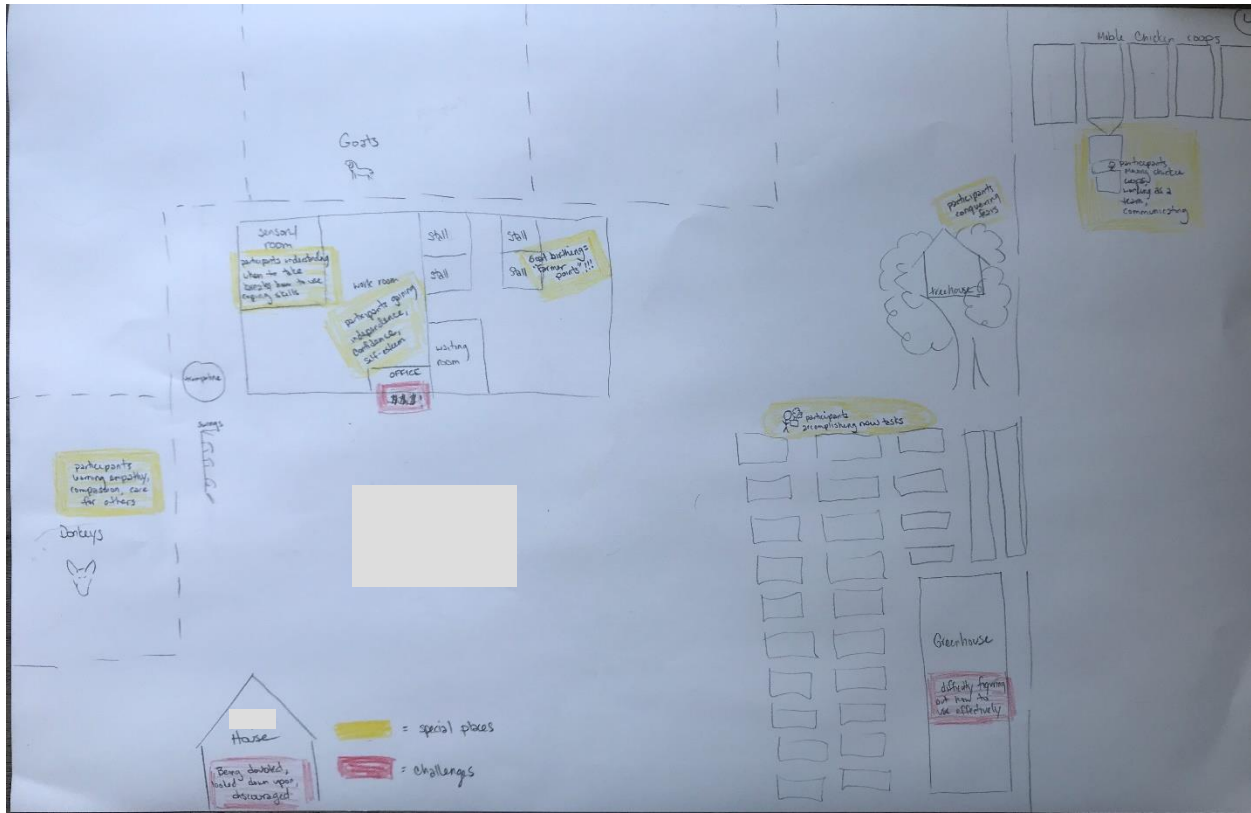 Mobile Chicken coops
Goats
participants
moving chicken
coops,
working as a
team,
communicating
participants
conquering
fears
sensory
room
participants understanding
when to take
breaks, how to use
coping skills
stall
stall
stall
stall
Goat birthing =
"farmer
points" !!!
work room
participants gaining
independence,
confidence,
self-esteem
waiting
room
OFFICE
$$$!
treehouse
trampoline
swings
participants
accomplishing new tasks
participants
learning empathy,
compassion, care
for others
Donkeys
Greenhouse
difficulty figuring
out how to
use effectively
House
Being doubted,
looked down upon,
discouraged
= special places
= challenges